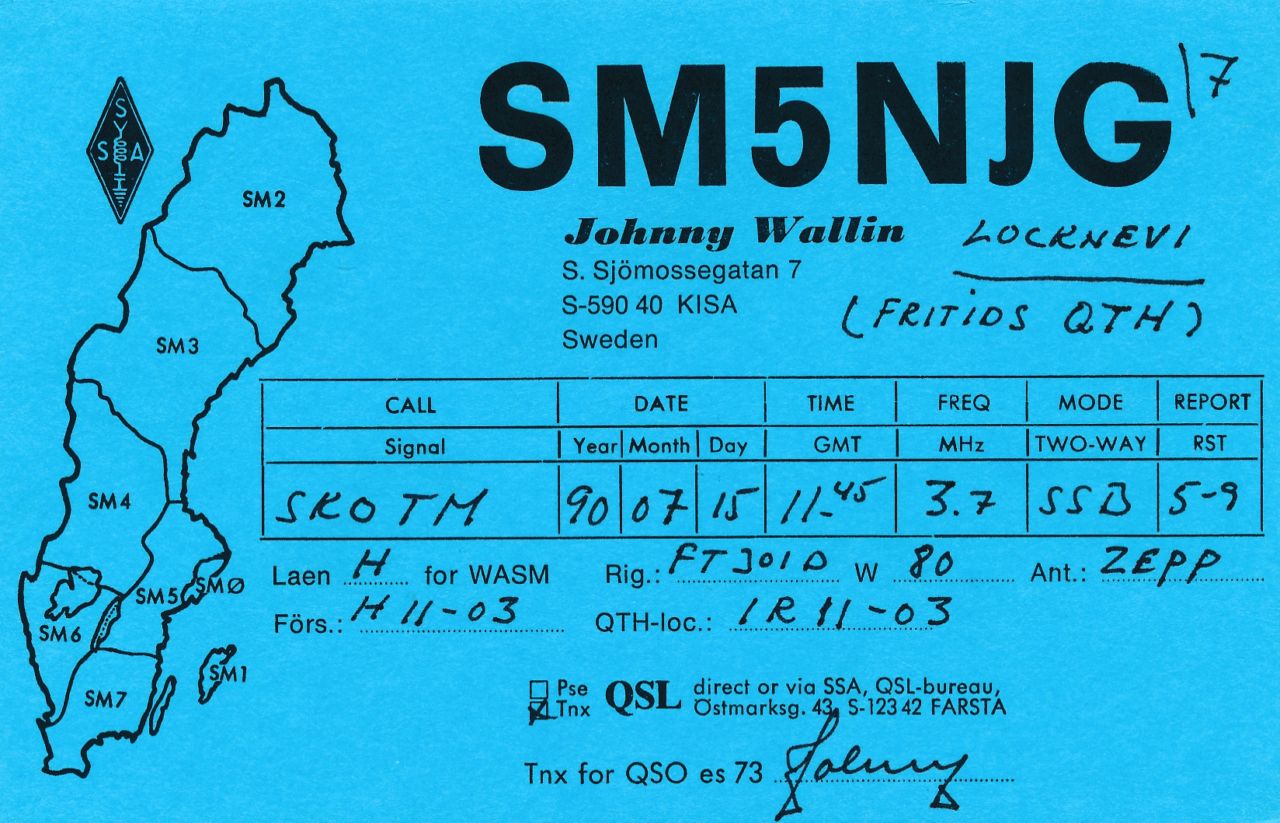 SM5NJG /7
Johnny Wallin LOCKNEVI
S. Sjömossegatan 7
S-590 40 KISA
Sweden
(FRITIDS QTH)
SSA
SM2
SM3
SM4
SM5
SMØ
SM6
SM1
SM7
CALL DATE TIME FREQ MODE REPORT
Signal Year Month Day GMT MHz TWO-WAY RST
SK0TM 90 07 15 11-45 3.7 SSB 5-9
Laen H for WASM Rig.: FT301D W 80 Ant.: ZEPP
Förs.: H 11-03 QTH-loc.: IR11-03
Pse
Tnx
QSL direct or via SSA, QSL-bureau,
Östmarksg. 43, S-123 42 FARSTA
Tnx for QSO es 73 Johnny